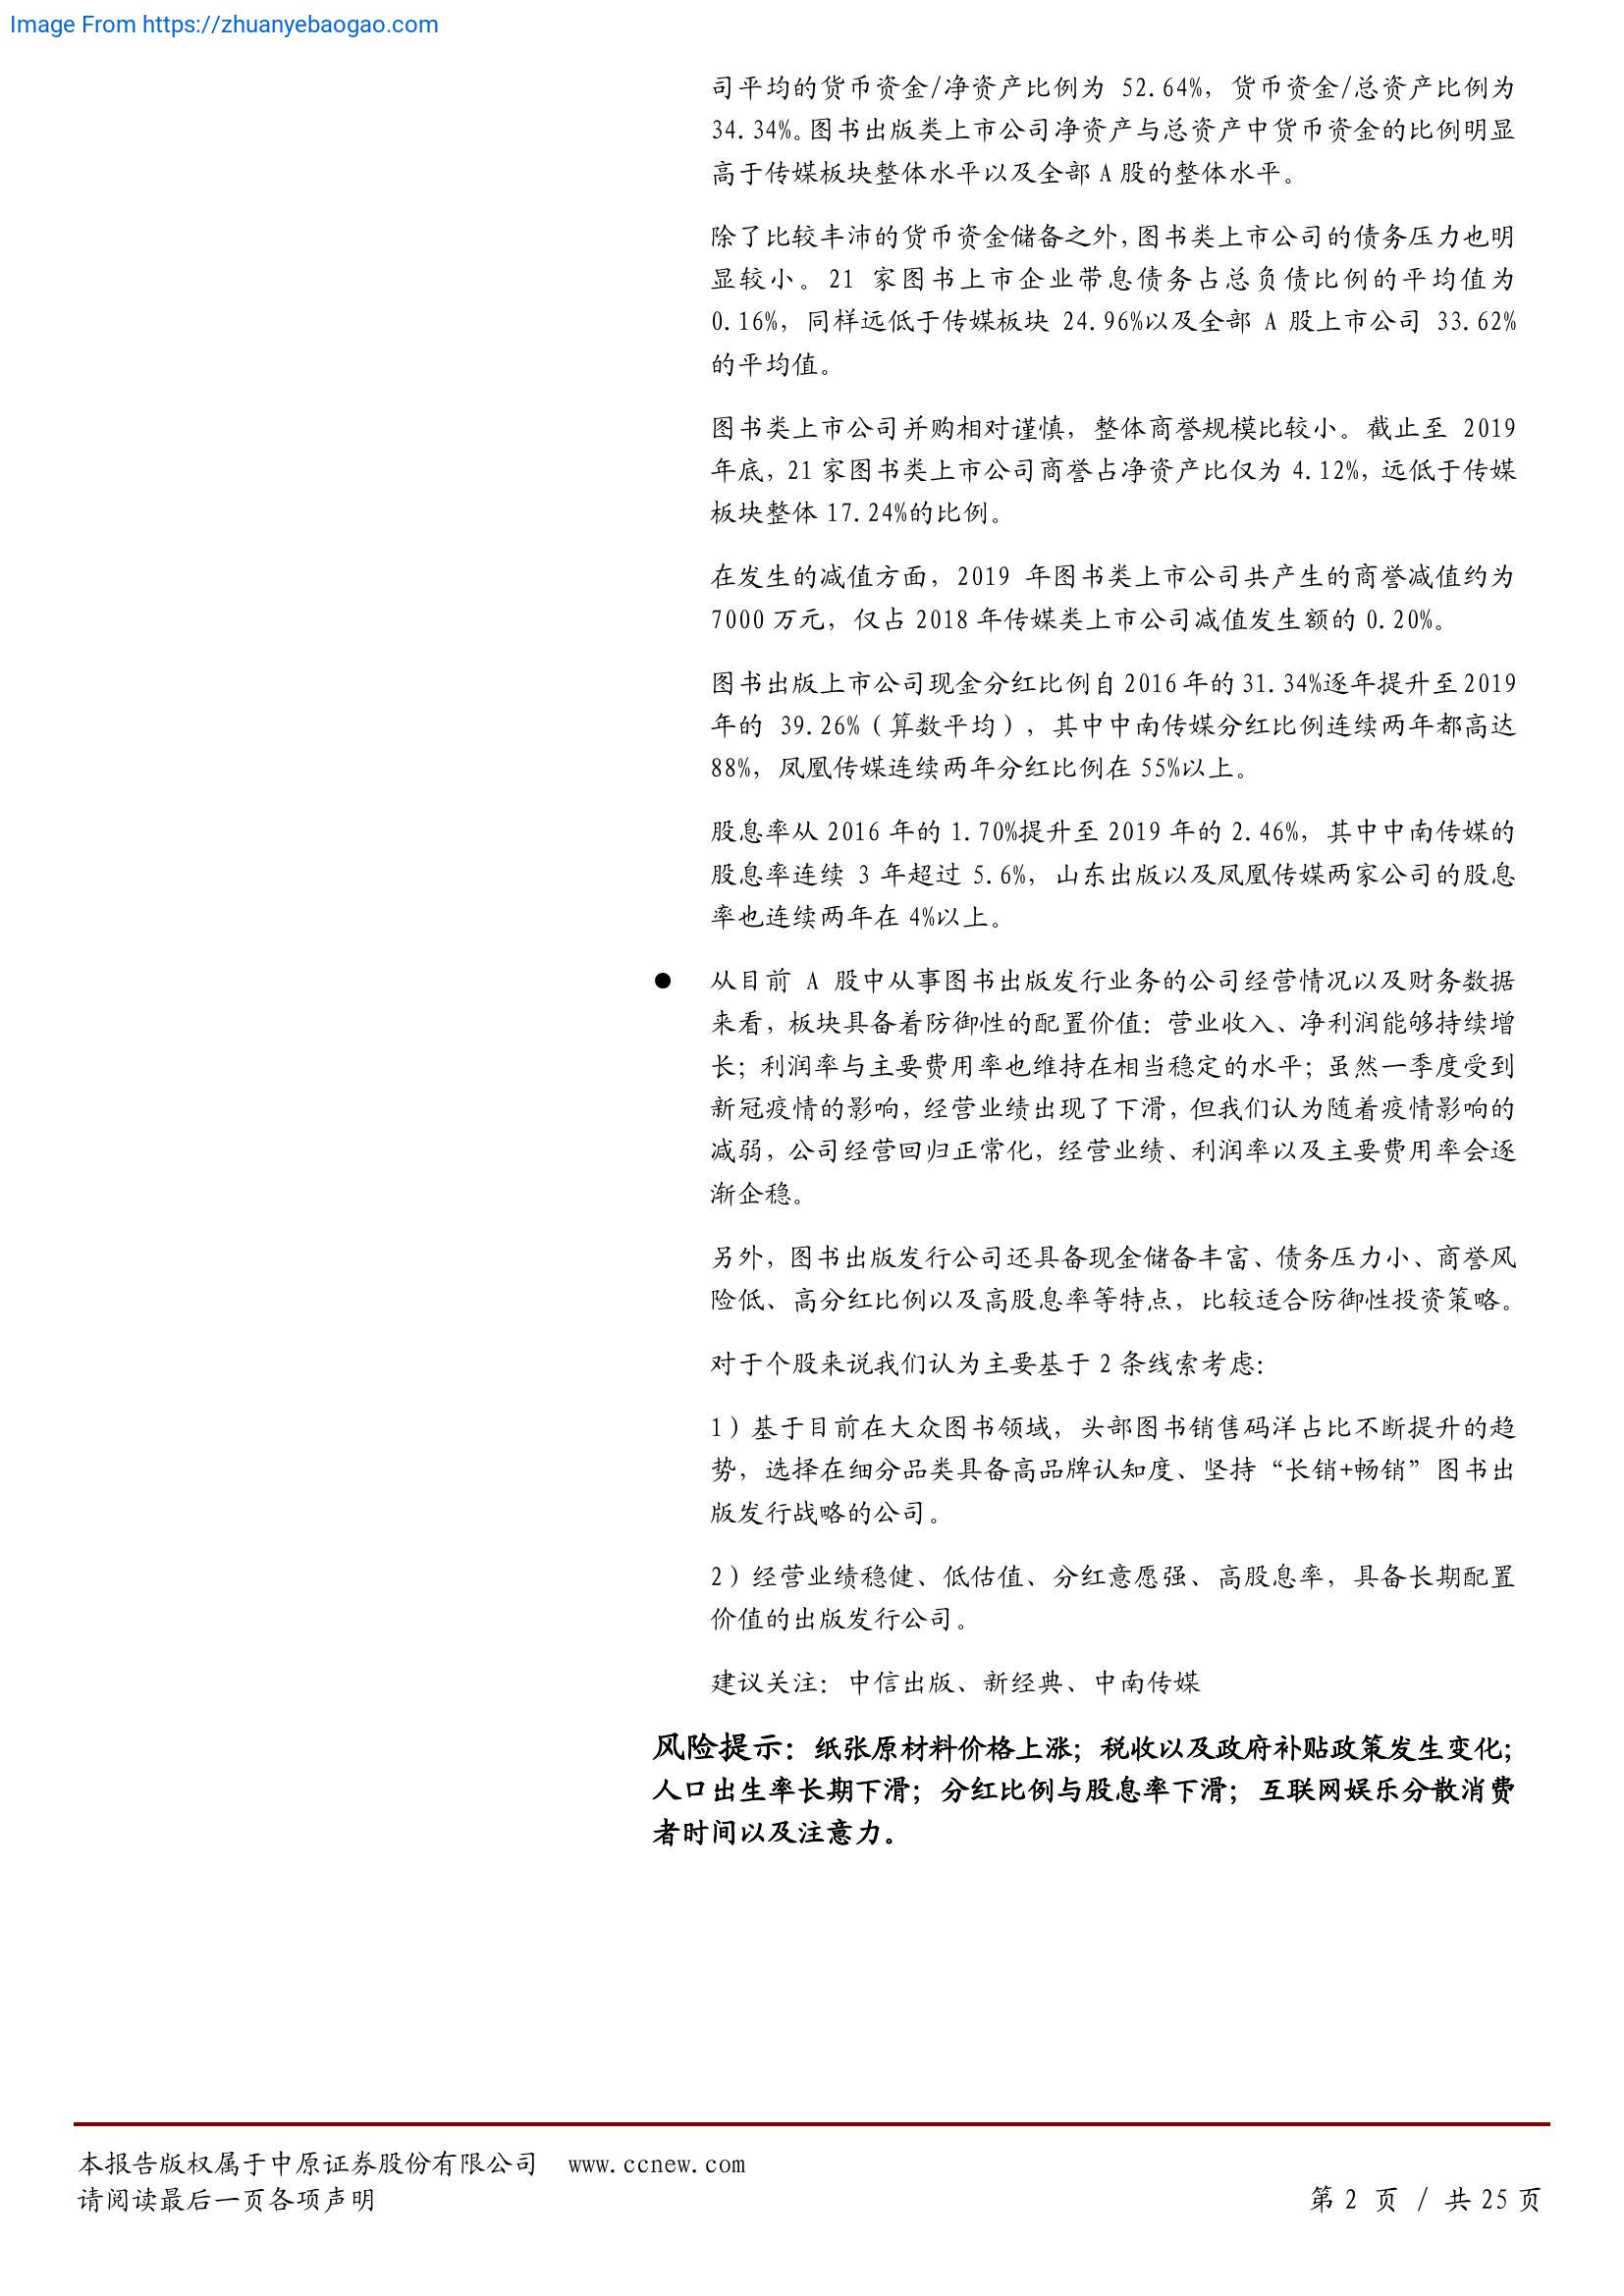 Image From https://zhuanyebaogao.com
司平均的货币资金/净资产比例为 52.64%，货币资金/总资产比例为
34.34%。图书出版类上市公司净资产与总资产中货币资金的比例明显
高于传媒板块整体水平以及全部 A 股的整体水平。
除了比较丰沛的货币资金储备之外，图书类上市公司的债务压力也明
显较小。21 家图书上市企业带息债务占总负债比例的平均值为
0.16%，同样远低于传媒板块 24.96%以及全部 A 股上市公司 33.62%
的平均值。
图书类上市公司并购相对谨慎，整体商誉规模比较小。截止至 2019
年底，21 家图书类上市公司商誉占净资产比仅为 4.12%，远低于传媒
板块整体 17.24%的比例。
在发生的减值方面，2019 年图书类上市公司共产生的商誉减值约为
7000 万元，仅占 2018 年传媒类上市公司减值发生额的 0.20%。
图书出版上市公司现金分红比例自 2016 年的 31.34%逐年提升至 2019
年的 39.26%（算数平均），其中中南传媒分红比例连续两年都高达
88%，凤凰传媒连续两年分红比例在 55%以上。
股息率从 2016 年的 1.70%提升至 2019 年的 2.46%，其中中南传媒的
股息率连续 3 年超过 5.6%，山东出版以及凤凰传媒两家公司的股息
率也连续两年在 4%以上。
● 从目前 A 股中从事图书出版发行业务的公司经营情况以及财务数据
来看，板块具备着防御性的配置价值：营业收入、净利润能够持续增
长；利润率与主要费用率也维持在相当稳定的水平；虽然一季度受到
新冠疫情的影响，经营业绩出现了下滑，但我们认为随着疫情影响的
减弱，公司经营回归正常化，经营业绩、利润率以及主要费用率会逐
渐企稳。
另外，图书出版发行公司还具备现金储备丰富、债务压力小、商誉风
险低、高分红比例以及高股息率等特点，比较适合防御性投资策略。
对于个股来说我们认为主要基于 2 条线索考虑：
1）基于目前在大众图书领域，头部图书销售码洋占比不断提升的趋
势，选择在细分品类具备高品牌认知度、坚持“长销+畅销”图书出
版发行战略的公司。
2）经营业绩稳健、低估值、分红意愿强、高股息率，具备长期配置
价值的出版发行公司。
建议关注：中信出版、新经典、中南传媒
风险提示：纸张原材料价格上涨；税收以及政府补贴政策发生变化；
人口出生率长期下滑；分红比例与股息率下滑；互联网娱乐分散消费
者时间以及注意力。
本报告版权属于中原证券股份有限公司 www.ccnew.com
请阅读最后一页各项声明
第 2 页 / 共 25 页